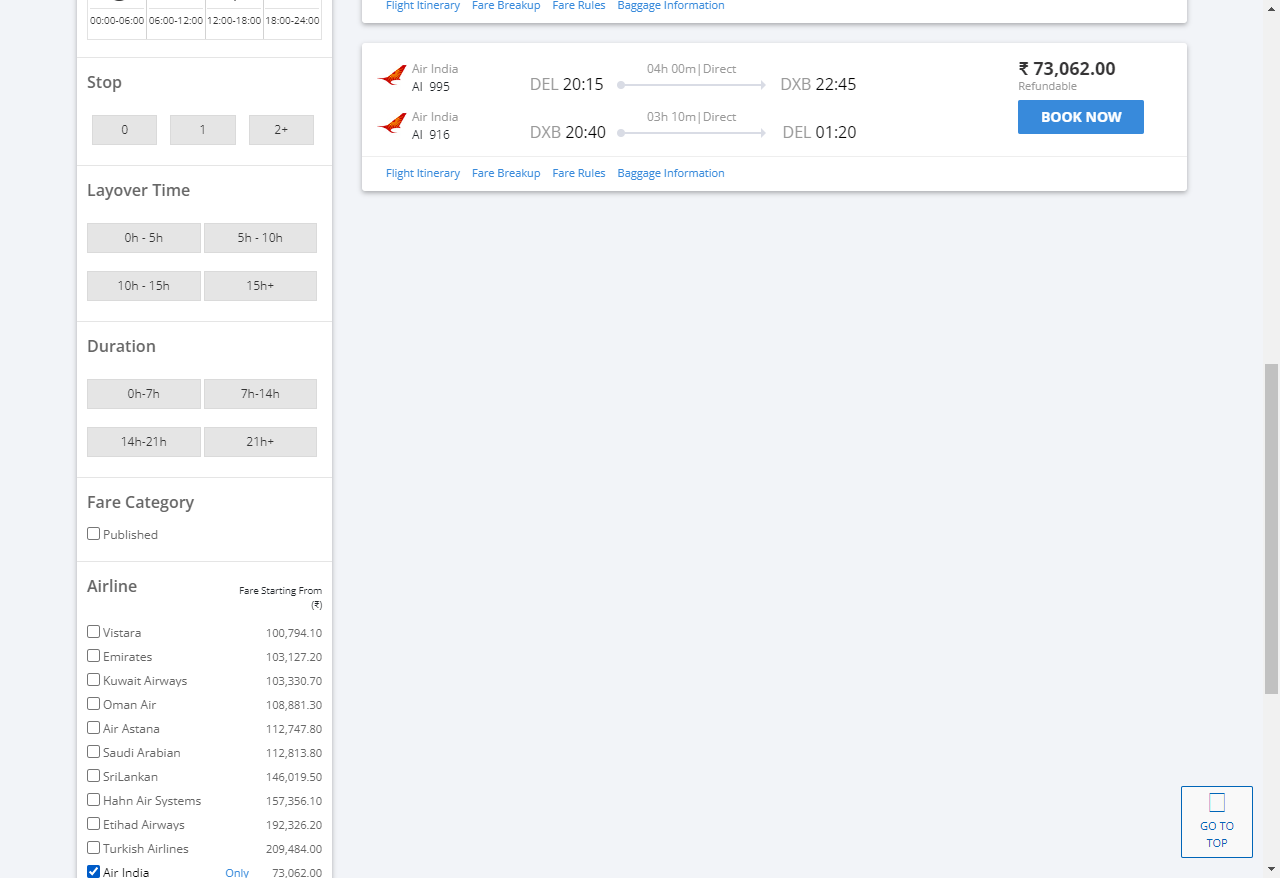 00:00-06:00 06:00-12:00 12:00-18:00 18:00-24:00
Stop
0 1 2+
Layover Time
0h - 5h 5h - 10h
10h - 15h 15h+
Duration
0h-7h 7h-14h
14h-21h 21h+
Fare Category
Published
Airline Fare Starting From
(₹)
Vistara 100,794.10
Emirates 103,127.20
Kuwait Airways 103,330.70
Oman Air 108,881.30
Air Astana 112,747.80
Saudi Arabian 112,813.80
SriLankan 146,019.50
Hahn Air Systems 157,356.10
Etihad Airways 192,326.20
Turkish Airlines 209,484.00
Air India Only 73,062.00
Flight Itinerary Fare Breakup Fare Rules Baggage Information
Air India
AI 995
DEL 20:15
04h 00m|Direct
DXB 22:45
Air India
AI 916
DXB 20:40
03h 10m|Direct
DEL 01:20
₹ 73,062.00
Refundable
BOOK NOW
Flight Itinerary Fare Breakup Fare Rules Baggage Information
GO TO
TOP